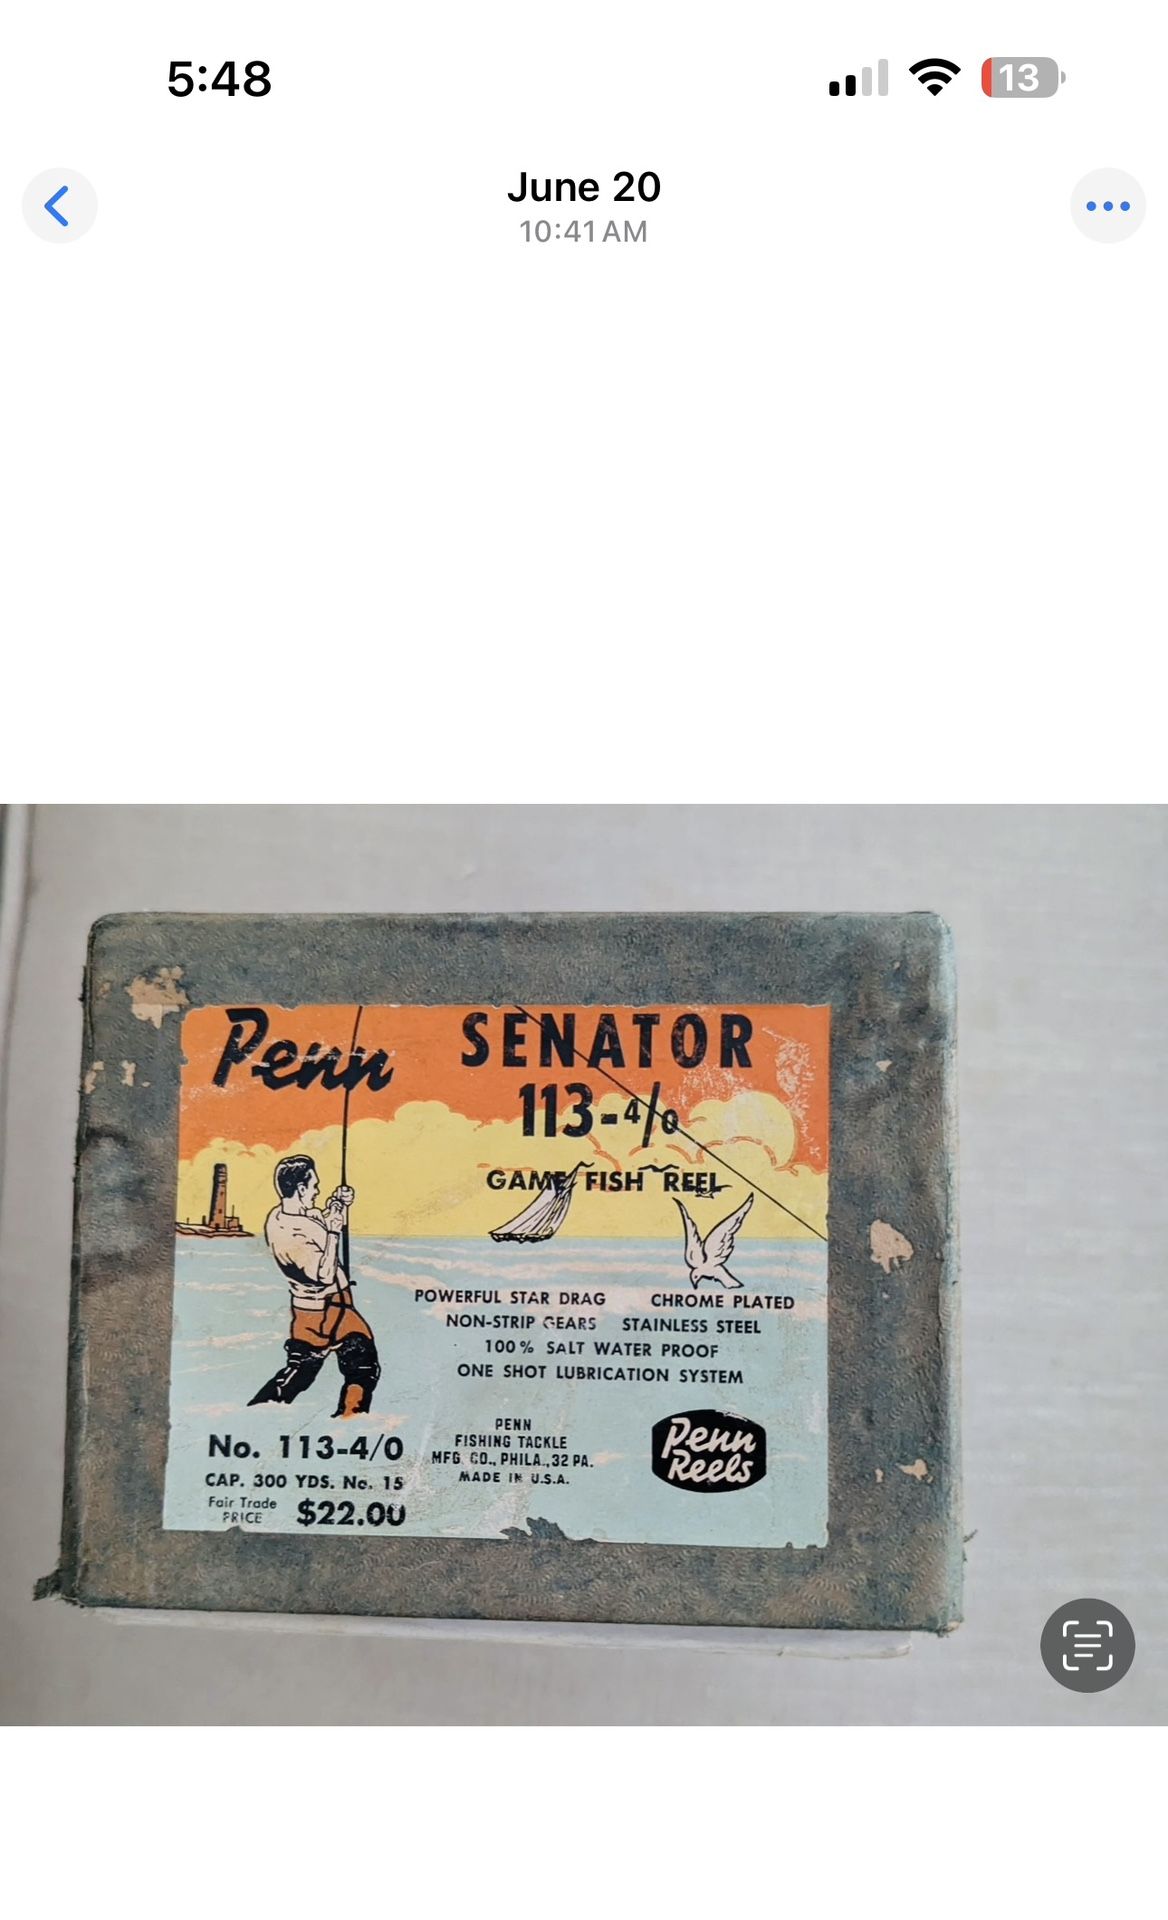 5:48
13
June 20
10:41 AM
Penn
SENATOR
113-4/0
GAME FISH REEL
POWERFUL STAR DRAG CHROME PLATED
NON-STRIP GEARS STAINLESS STEEL
100% SALT WATER PROOF
ONE SHOT LUBRICATION SYSTEM
No. 113-4/0
CAP. 300 YDS. No. 15
Fair Trade
PRICE $22.00
PENN
FISHING TACKLE
MFG. CO., PHILA., 32 PA.
MADE IN U.S.A.
Penn
Reels